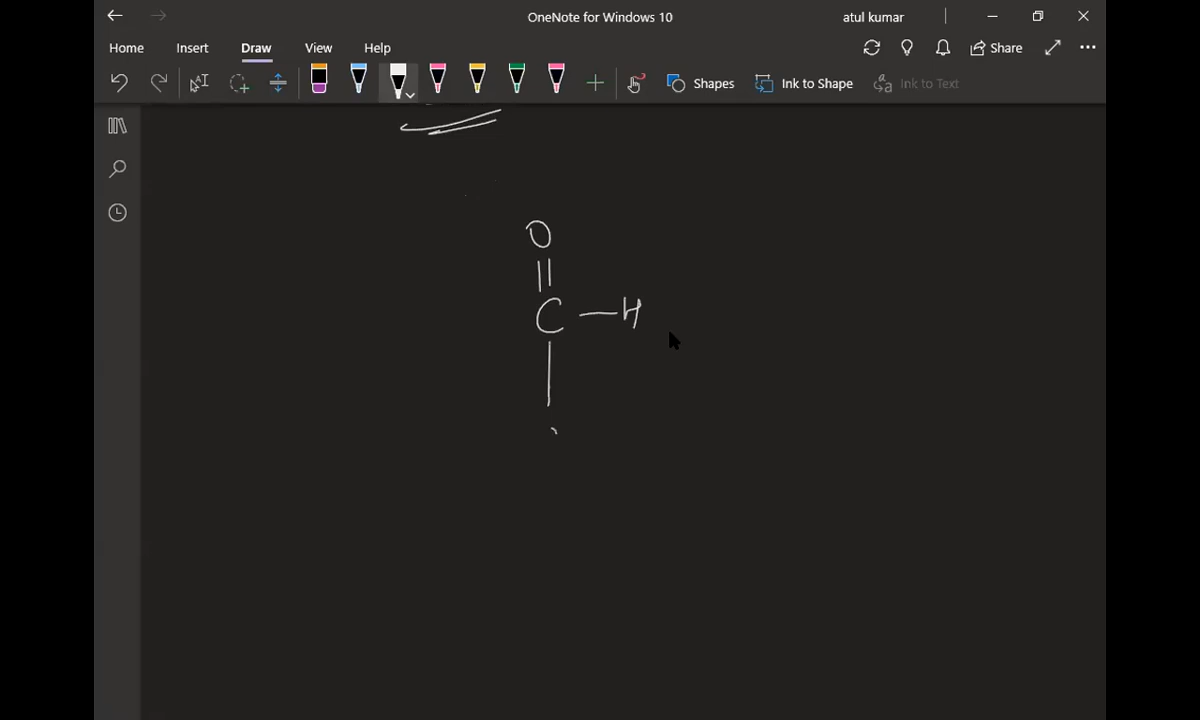 OneNote for Windows 10
atul kumar
Home Insert Draw View Help
Share
Shapes
Ink to Shape
Ink to Text
O
C — H